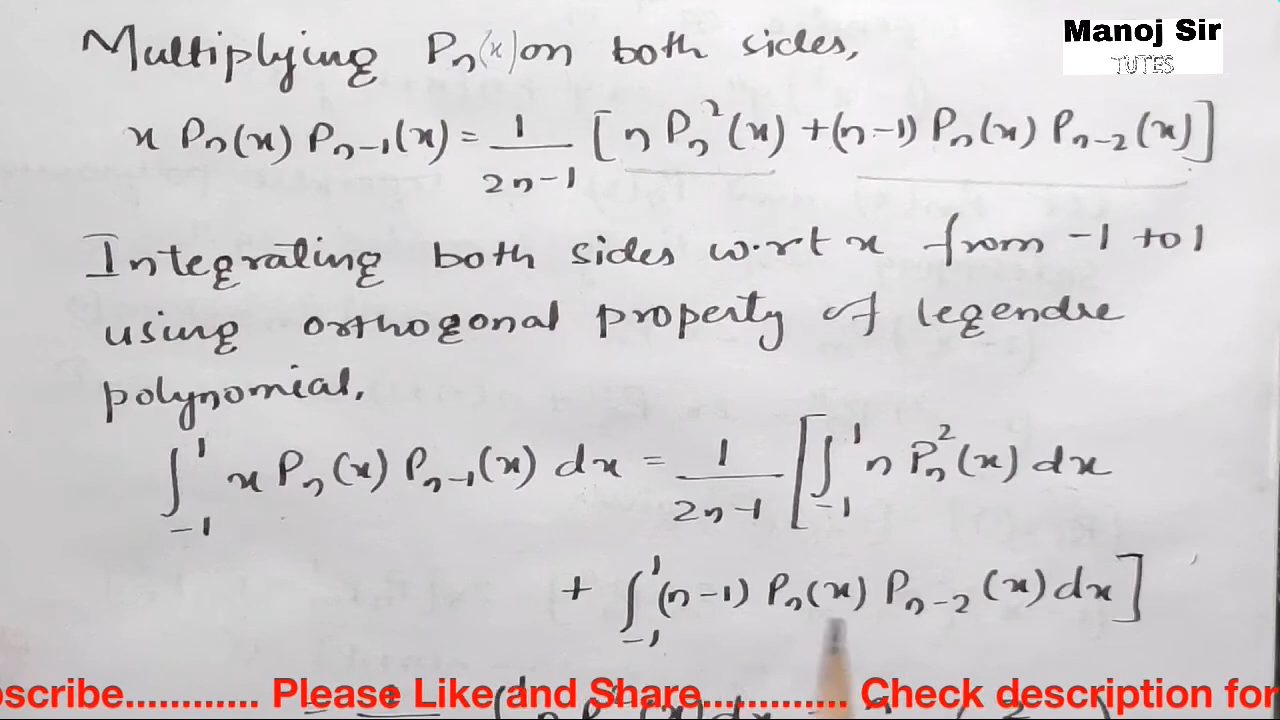 Manoj Sir
TUTES
Multiplying Pₙ(x) on both sides,
x Pₙ(x) Pₙ₋₁(x) = 1/(2n-1) [n Pₙ²(x) + (n-1) Pₙ(x) Pₙ₋₂(x)]
Integrating both sides w.r.t x from -1 to 1
using orthogonal property of legendre
polynomial,
∫₋₁¹ x Pₙ(x) Pₙ₋₁(x) dx = 1/(2n-1) [∫₋₁¹ n Pₙ²(x) dx
+ ∫₋₁¹ (n-1) Pₙ(x) Pₙ₋₂(x) dx]
scribe............ Please Like and Share............. Check description for